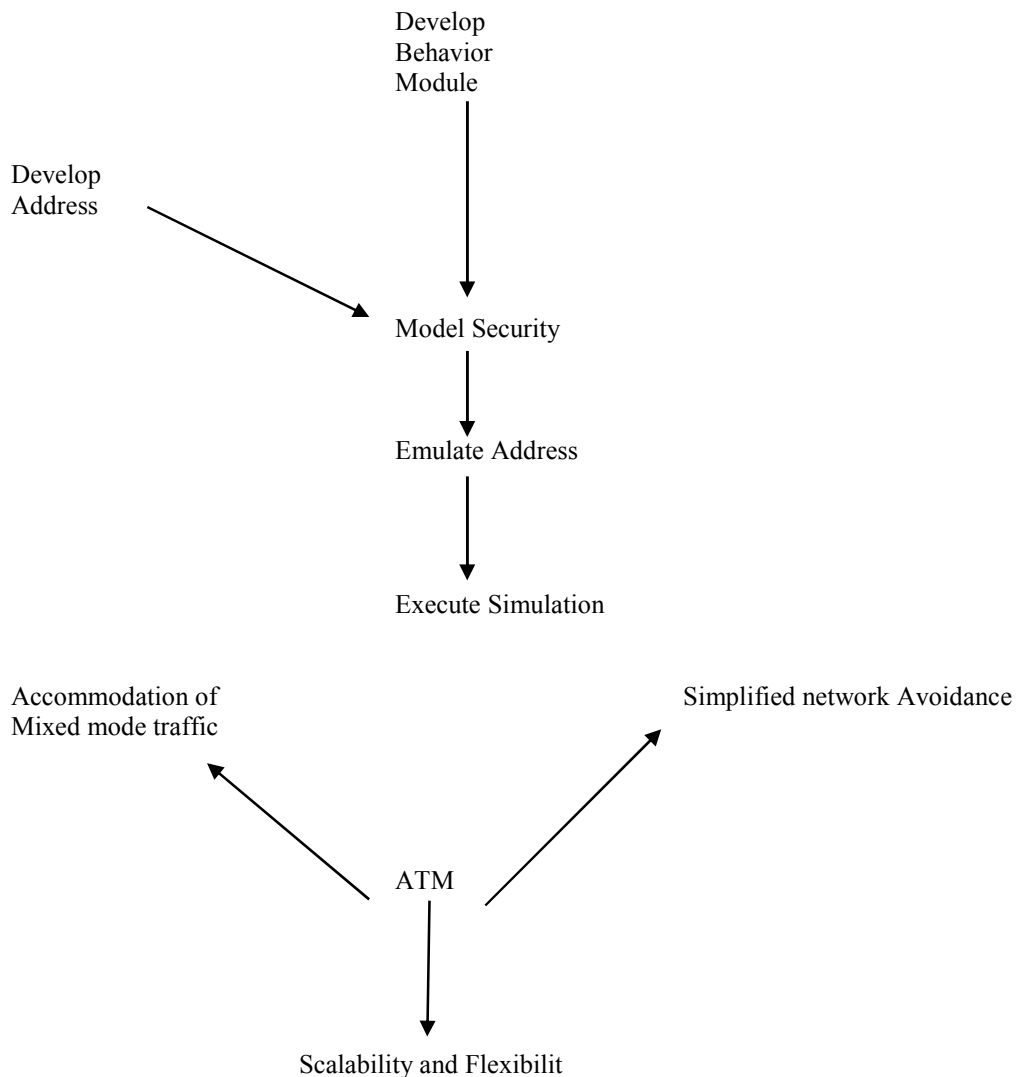 Develop
Behavior
Module
Develop
Address
Model Security
Emulate Address
Execute Simulation
Accommodation of
Mixed mode traffic
Simplified network Avoidance
ATM
Scalability and Flexibilit